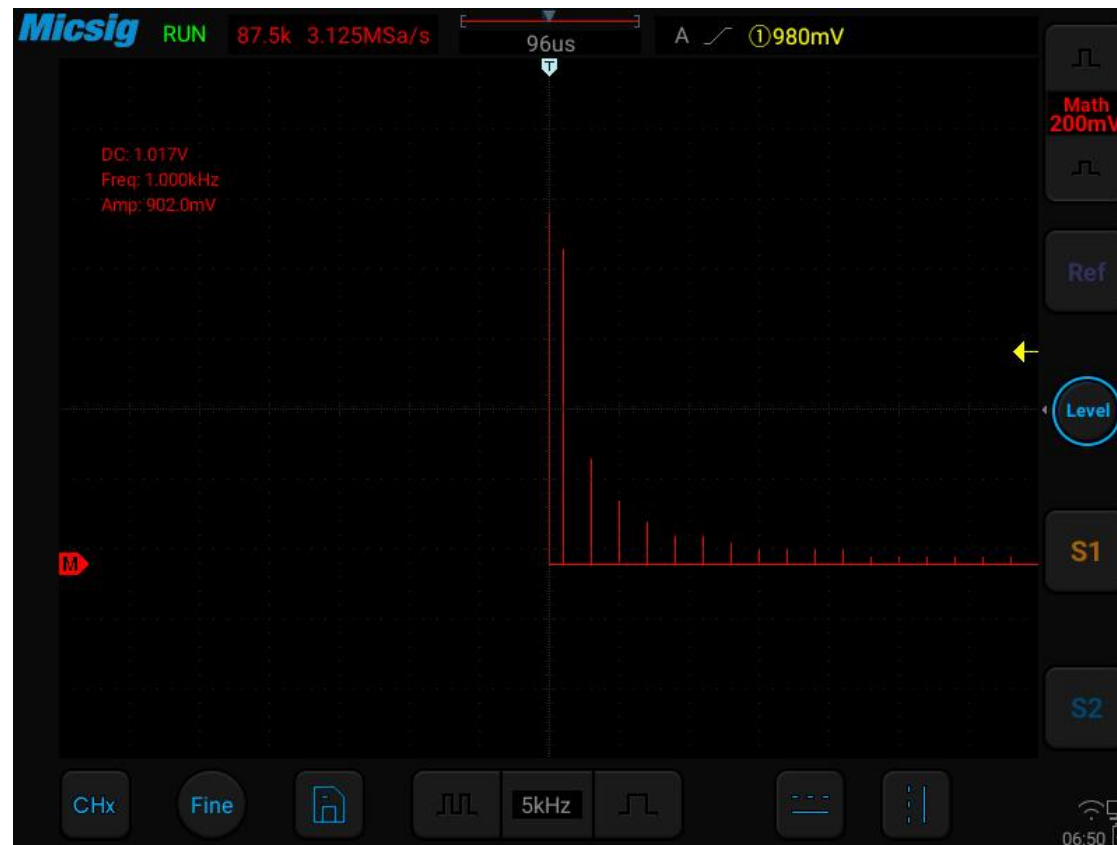 Micsig RUN 87.5k 3.125MSa/s 96us A ①980mV
T
Math
200mV
DC: 1.017V
Freq: 1.000kHz
Amp: 902.0mV
Ref
Level
M
S1
S2
CHx Fine 5kHz
06:50